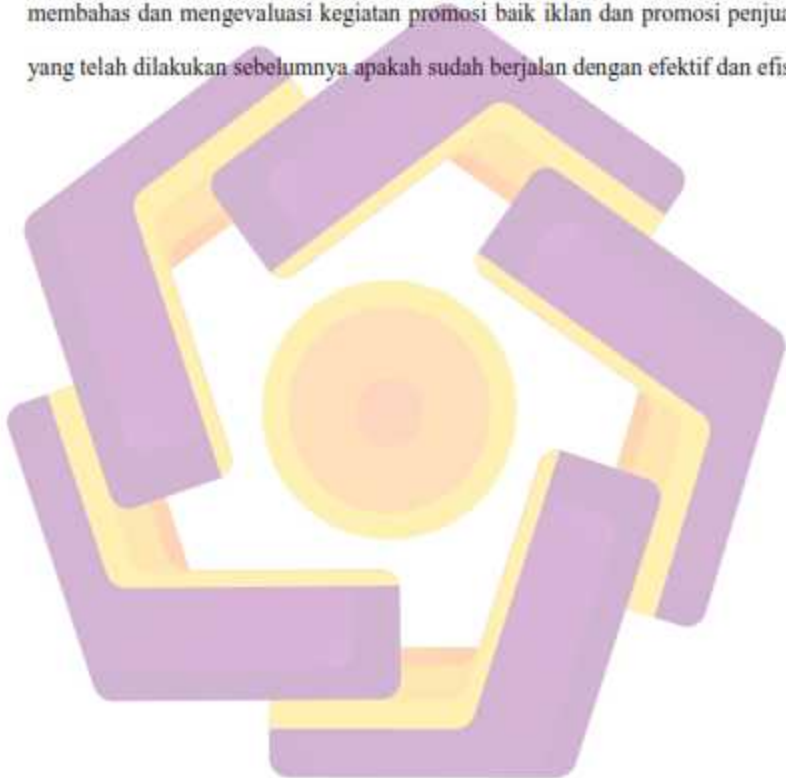 membahas dan mengevaluasi kegiatan promosi baik iklan dan promosi
yang telah dilakukan sebelumnya apakah sudah berjalan dengan efektif dan